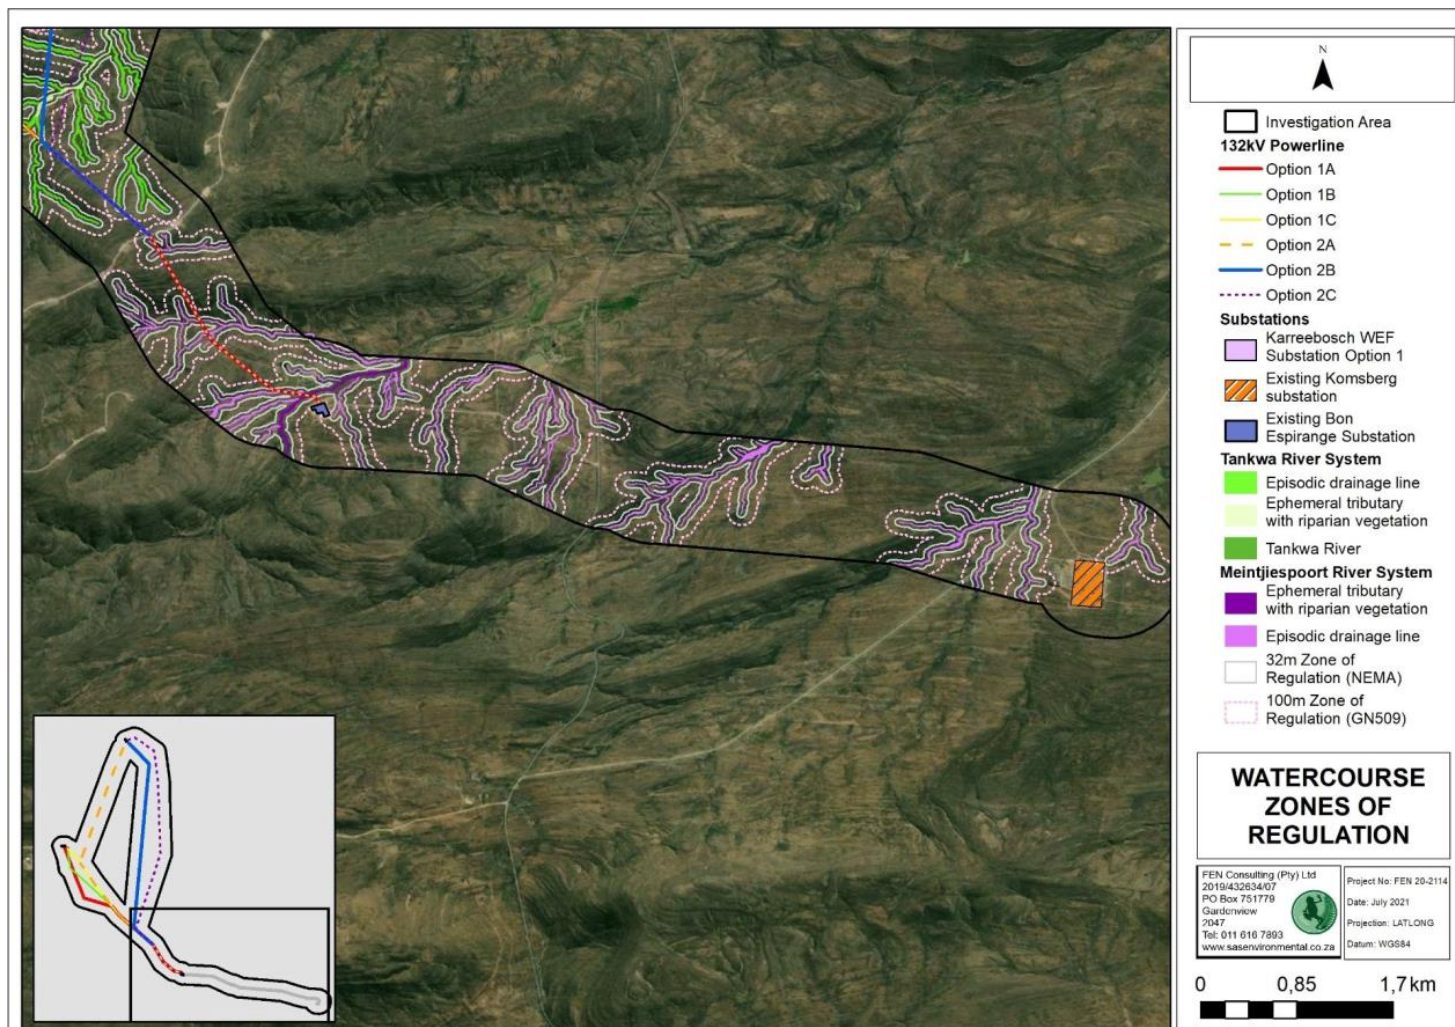 N
Investigation Area
132kV Powerline
Option 1A
Option 1B
Option 1C
Option 2A
Option 2B
Option 2C
Substations
Karreebosch WEF
Substation Option 1
Existing Komsberg
substation
Existing Bon
Espirange Substation
Tankwa River System
Episodic drainage line
Ephemeral tributary
with riparian vegetation
Tankwa River
Meintjiespoort River System
Ephemeral tributary
with riparian vegetation
Episodic drainage line
32m Zone of
Regulation (NEMA)
100m Zone of
Regulation (GN509)
WATERCOURSE
ZONES OF
REGULATION
FEN Consulting (Pty) Ltd
2019/432634/07
PO Box 751779
Gardenview
2047
Tel: 011 616 7893
www.sasenvironmental.co.za
Project No: FEN 20-2114
Date: July 2021
Projection: LATLONG
Datum: WGS84
0 0,85 1,7 km